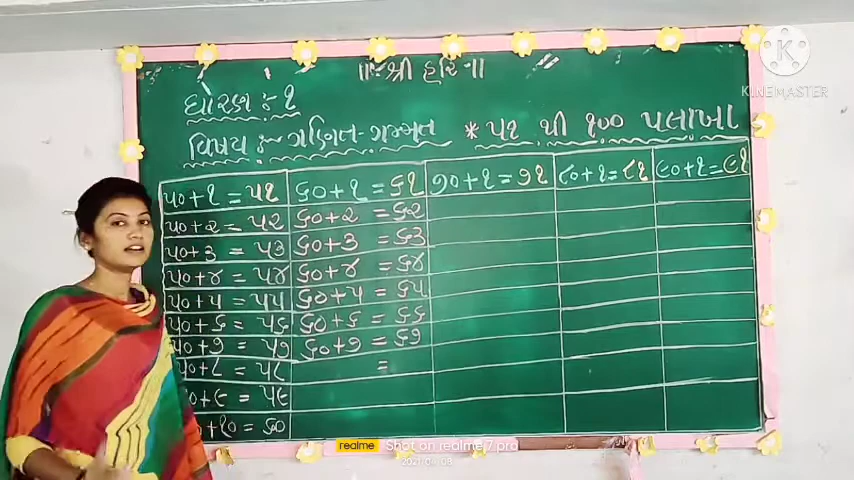 ॥ શ્રી હરિ ॥
K
KINEMASTER
ધોરણ :- ૧
વિષય :- ગણિત-ગમ્મત * ૫૧ થી ૧૦૦ પલાખા
૫૦+૧ = ૫૧ ૬૦+૧ = ૬૧ ૭૦+૧ = ૭૧ ૮૦+૧ = ૮૧ ૯૦+૧ = ૯૧
૫૦+૨ = ૫૨ ૬૦+૨ = ૬૨
૫૦+૩ = ૫૩ ૬૦+૩ = ૬૩
૫૦+૪ = ૫૪ ૬૦+૪ = ૬૪
૫૦+૫ = ૫૫ ૬૦+૫ = ૬૫
૫૦+૬ = ૫૬ ૬૦+૬ = ૬૬
૫૦+૭ = ૫૭ ૬૦+૭ = ૬૭
૫૦+૮ = ૫૮ =
૦+૯ = ૫૯
૦+૧૦ = ૬૦
realme Shot on realme 7 pro